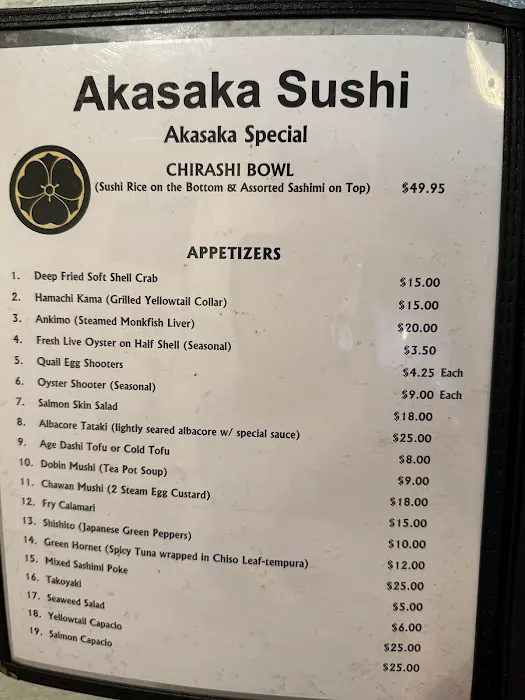 Akasaka Sushi
Akasaka Special
CHIRASHI BOWL
(Sushi Rice on the Bottom & Assorted Sashimi on Top) $49.95
APPETIZERS
1. Deep Fried Soft Shell Crab $15.00
2. Hamachi Kama (Grilled Yellowtail Collar) $15.00
3. Ankimo (Steamed Monkfish Liver) $20.00
4. Fresh Live Oyster on Half Shell (Seasonal) $3.50
5. Quail Egg Shooters $4.25 Each
6. Oyster Shooter (Seasonal) $9.00 Each
7. Salmon Skin Salad $18.00
8. Albacore Tataki (lightly seared albacore w/ special sauce) $25.00
9. Age Dashi Tofu or Cold Tofu $8.00
10. Dobin Mushi (Tea Pot Soup) $9.00
11. Chawan Mushi (2 Steam Egg Custard) $18.00
12. Fry Calamari $15.00
13. Shishito (Japanese Green Peppers) $10.00
14. Green Hornet (Spicy Tuna wrapped in Chiso Leaf-tempura) $12.00
15. Mixed Sashimi Poke $25.00
16. Takoyaki $5.00
17. Seaweed Salad $6.00
18. Yellowtail Capacio $25.00
19. Salmon Capacio $25.00